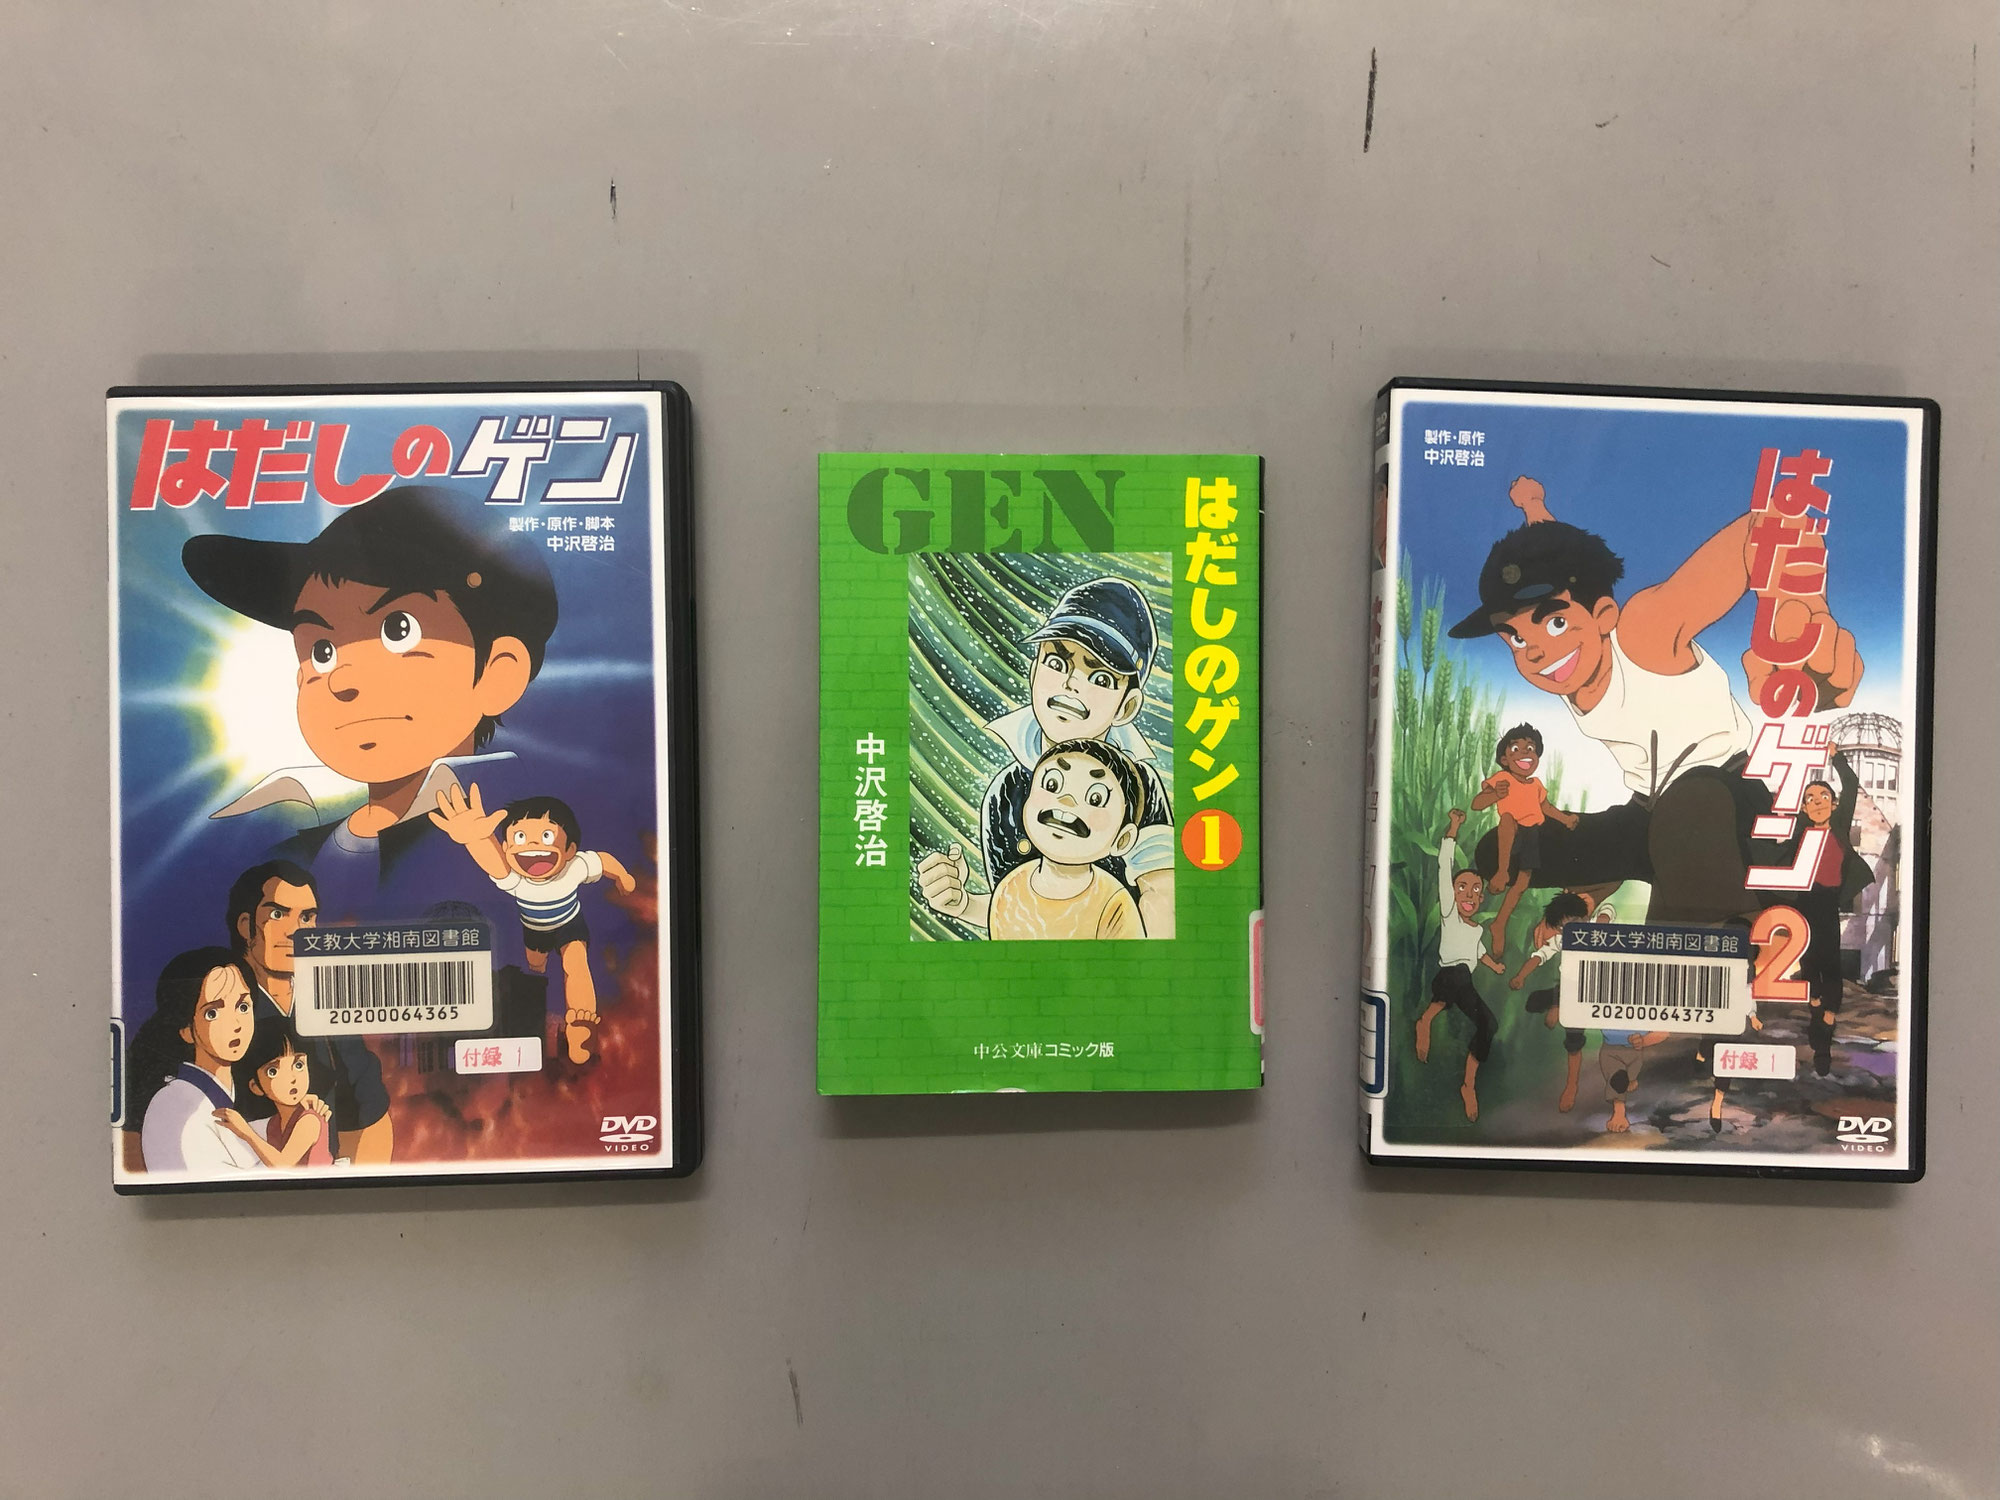 はだしのゲン
製作・原作・脚本
中沢啓治
文教大学湘南図書館
20200064365
付録 1
DVD
VIDEO
GEN
はだしのゲン 1
中沢啓治
中公文庫コミック版
製作・原作
中沢啓治
はだしのゲン2
文教大学湘南図書館
20200064373
付録 1
DVD
VIDEO